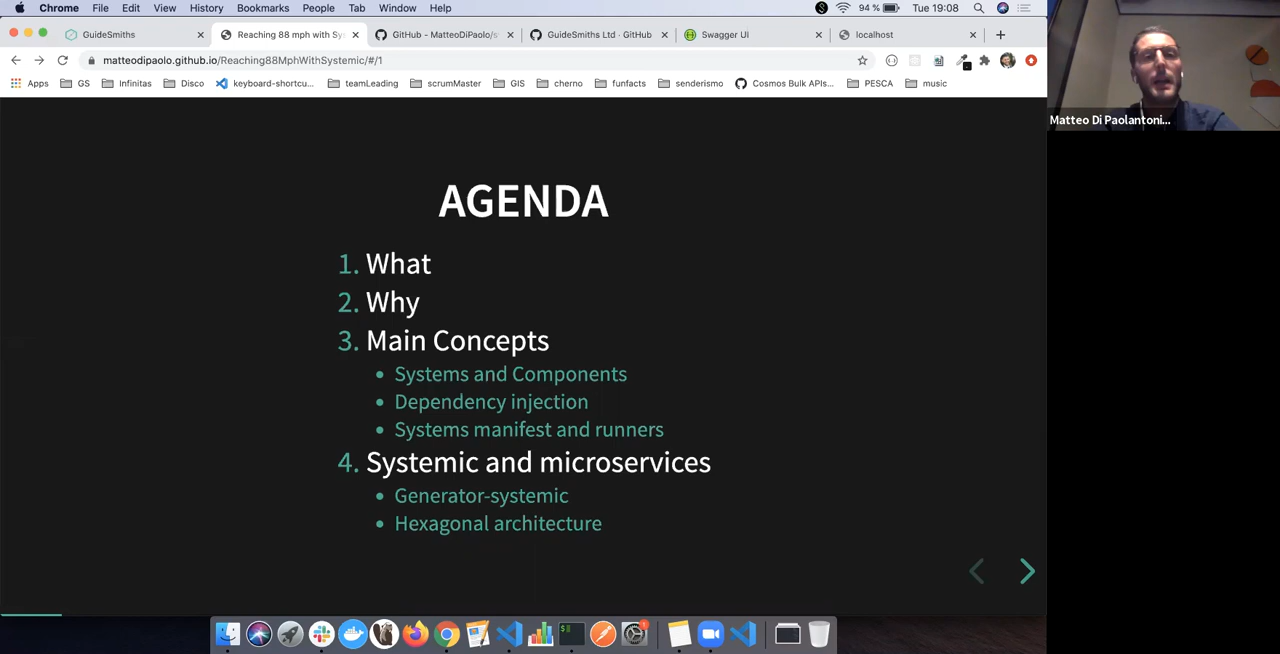 Chrome File Edit View History Bookmarks People Tab Window Help 94 % Tue 19:08
GuideSmiths Reaching 88 mph with Sys GitHub - MatteoDiPaolo/s GuideSmiths Ltd · GitHub Swagger UI localhost
matteodipaolo.github.io/Reaching88MphWithSystemic/#/1
Apps GS Infinitas Disco keyboard-shortcu... teamLeading scrumMaster GIS cherno funfacts senderismo Cosmos Bulk APIs... PESCA music
Matteo Di Paolantoni...
AGENDA
1. What
2. Why
3. Main Concepts
• Systems and Components
• Dependency injection
• Systems manifest and runners
4. Systemic and microservices
• Generator-systemic
• Hexagonal architecture